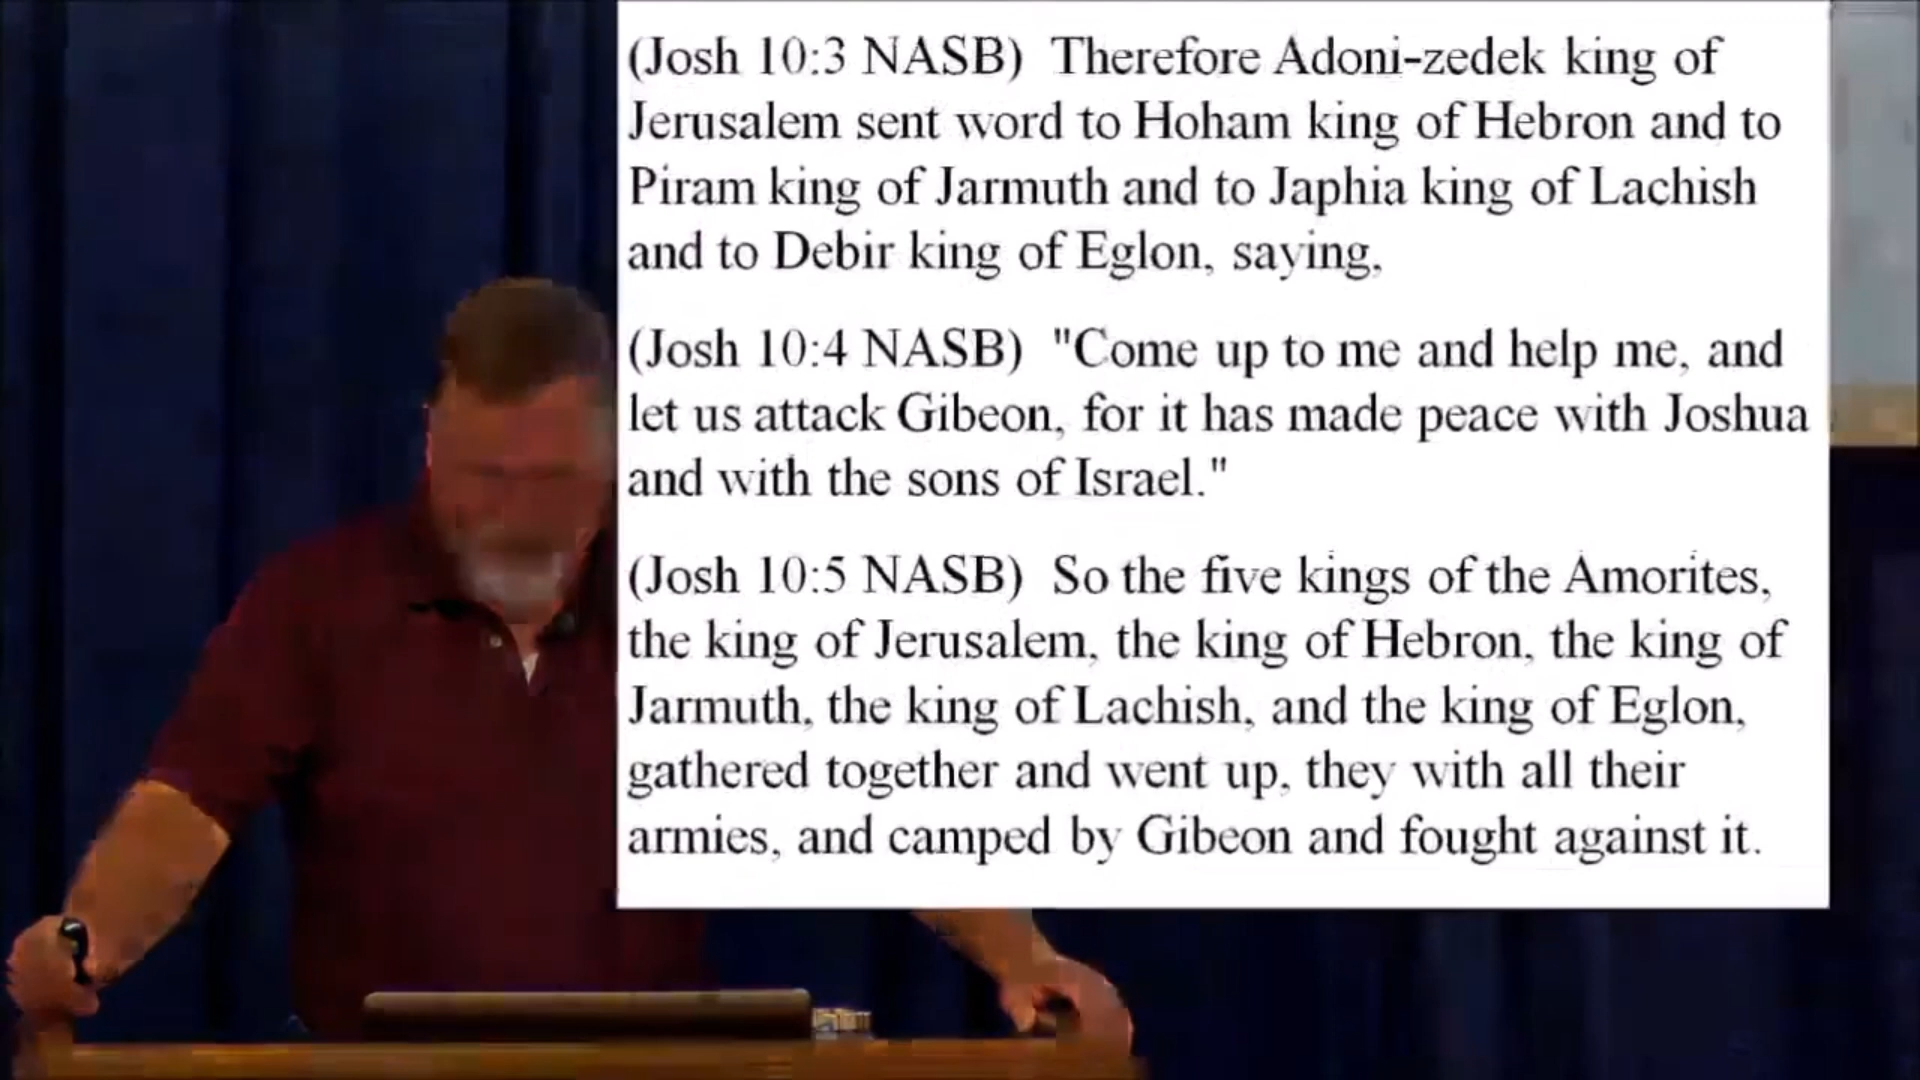 (Josh 10:3 NASB)  Therefore Adoni-zedek king of
Jerusalem sent word to Hoham king of Hebron and to
Piram king of Jarmuth and to Japhia king of Lachish
and to Debir king of Eglon, saying,
(Josh 10:4 NASB)  "Come up to me and help me, and
let us attack Gibeon, for it has made peace with Joshua
and with the sons of Israel."
(Josh 10:5 NASB)  So the five kings of the Amorites,
the king of Jerusalem, the king of Hebron, the king of
Jarmuth, the king of Lachish, and the king of Eglon,
gathered together and went up, they with all their
armies, and camped by Gibeon and fought against it.